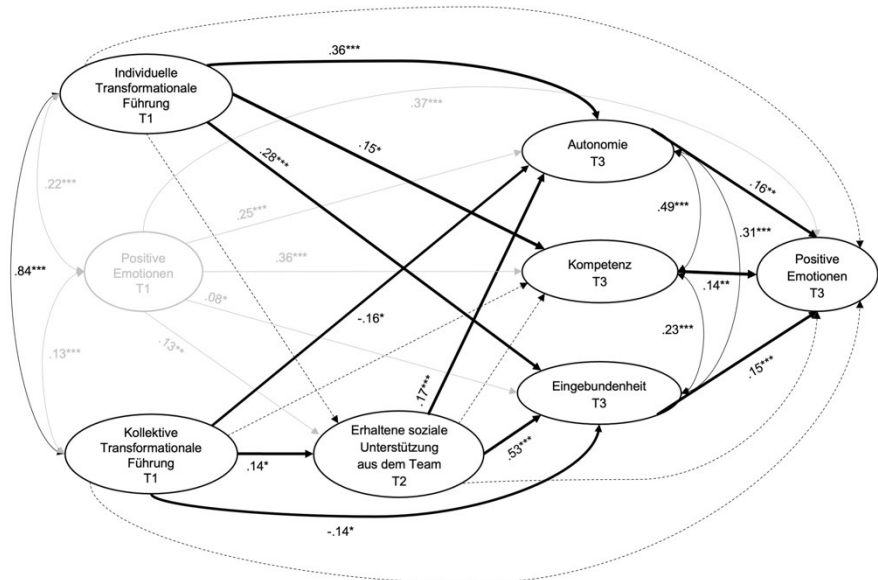 .36***
Individuelle
Transformationale
Führung
T1
.37***
.15*
Autonomie
T3
.28***
.16**
.22***
.25***
.49***
.31***
Positive
Emotionen
T1
.36***
Kompetenz
T3
.14**
Positive
Emotionen
T3
.84***
.08*
-.16*
.23***
.13***
.13**
.17***
.15***
Eingebundenheit
T3
Kollektive
Transformationale
Führung
T1
.14*
Erhaltene soziale
Unterstützung
aus dem Team
T2
.53***
-.14*